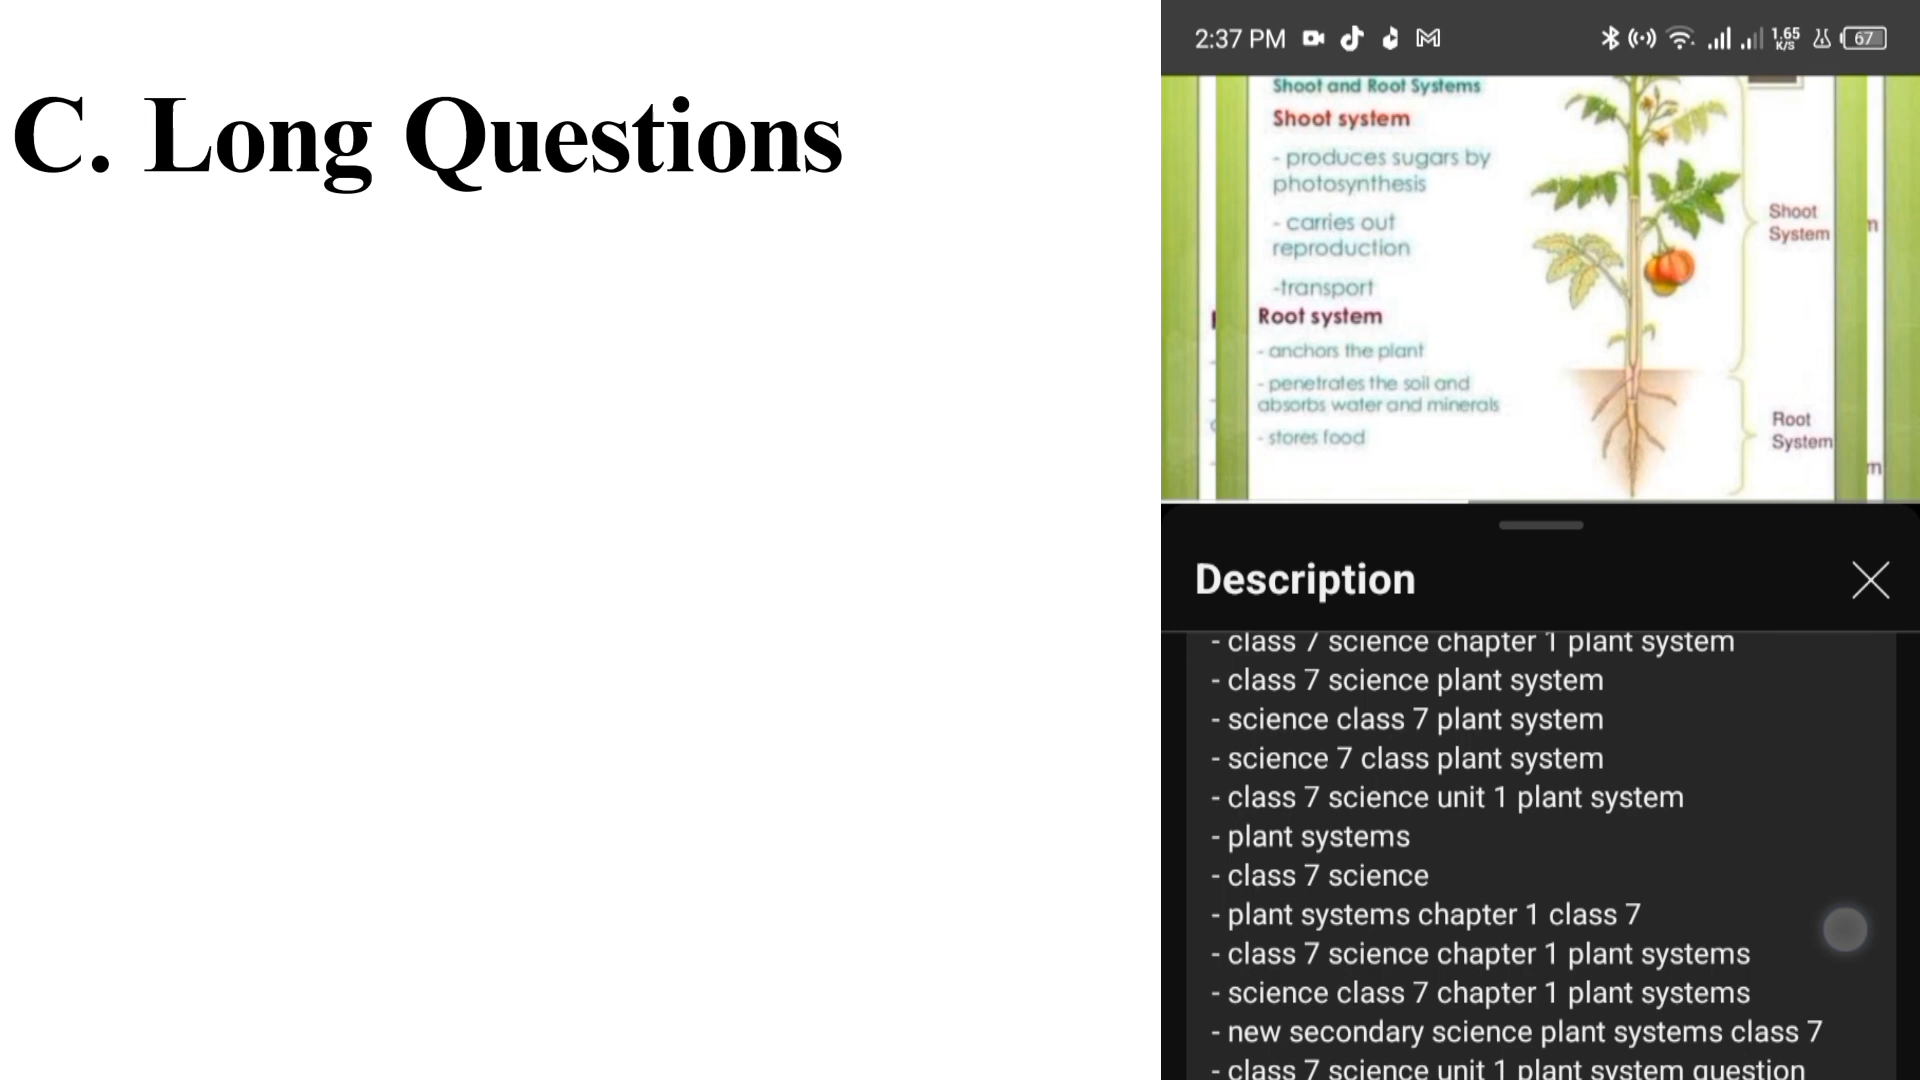 C. Long Questions
2:37 PM
1.65
K/S
67
Shoot and Root Systems
Shoot system
- produces sugars by
photosynthesis
- carries out
reproduction
-transport
Root system
- anchors the plant
- penetrates the soil and
absorbs water and minerals
- stores food
Shoot
System
Root
System
Description
- class 7 science chapter 1 plant system
- class 7 science plant system
- science class 7 plant system
- science 7 class plant system
- class 7 science unit 1 plant system
- plant systems
- class 7 science
- plant systems chapter 1 class 7
- class 7 science chapter 1 plant systems
- science class 7 chapter 1 plant systems
- new secondary science plant systems class 7
- class 7 science unit 1 plant system question